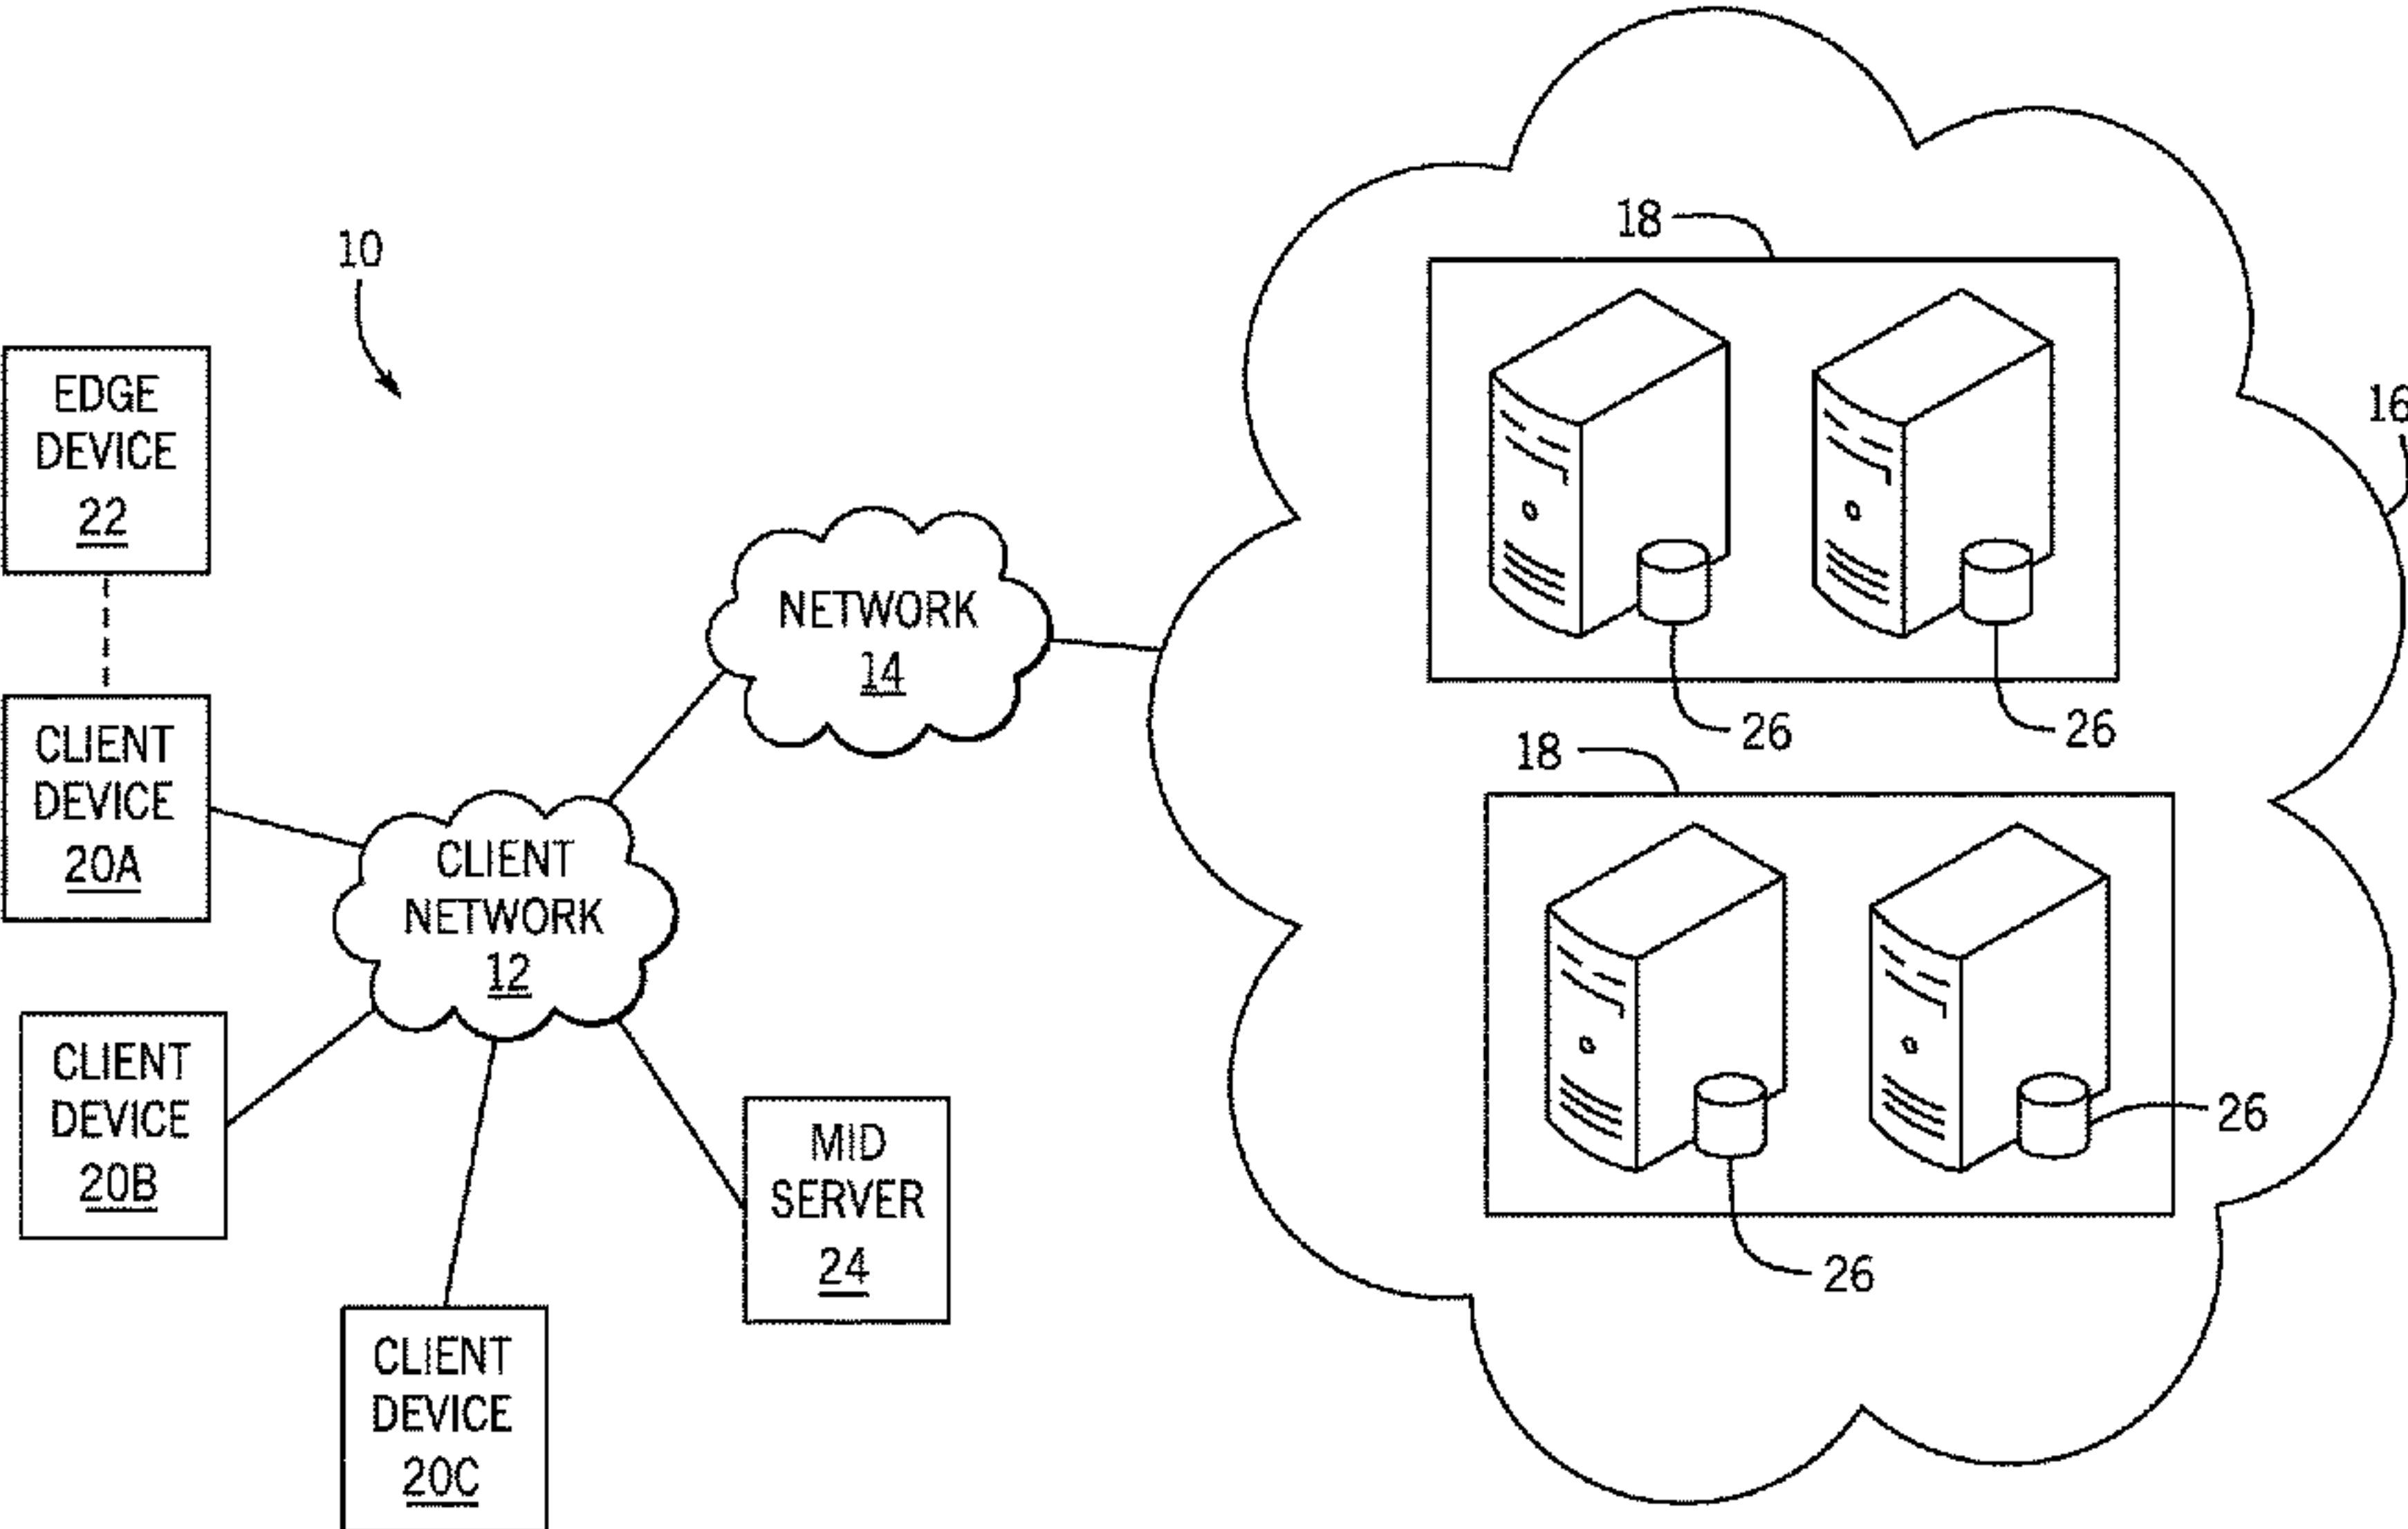 10
EDGE
DEVICE
22
CLIENT
DEVICE
20A
CLIENT
DEVICE
20B
CLIENT
DEVICE
20C
CLIENT
NETWORK
12
MID
SERVER
24
NETWORK
14
16
18
26
26
18
26
26